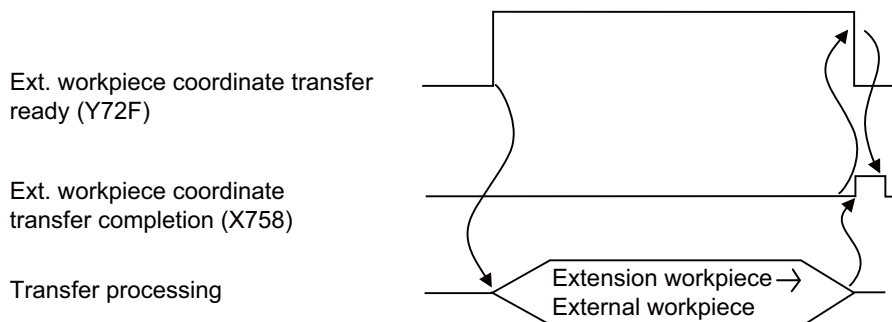 Ext. workpiece coordinate transfer
ready (Y72F)
Ext. workpiece coordinate
transfer completion (X758)
Transfer processing
Extension workpiece →
External workpiece